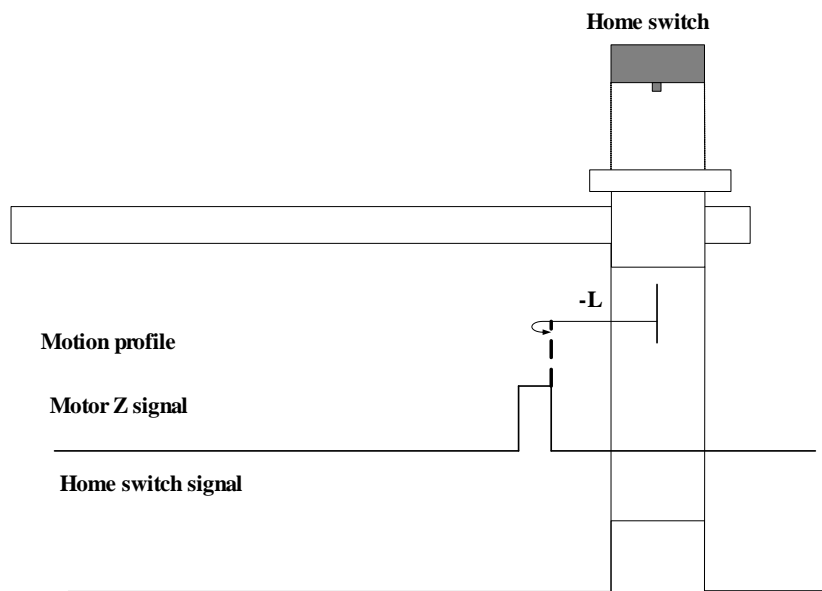 Home switch
-L
Motion profile
Motor Z signal
Home switch signal